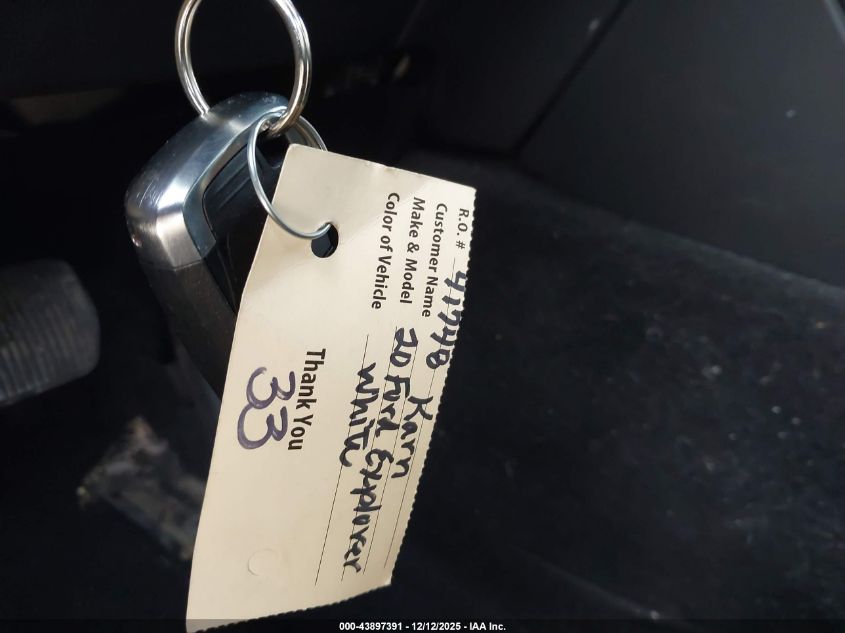 R.O. # 41748
Customer Name Karn
Make & Model 20 Ford Explorer
Color of Vehicle White
Thank You
33
000-43897391 - 12/12/2025 - IAA Inc.